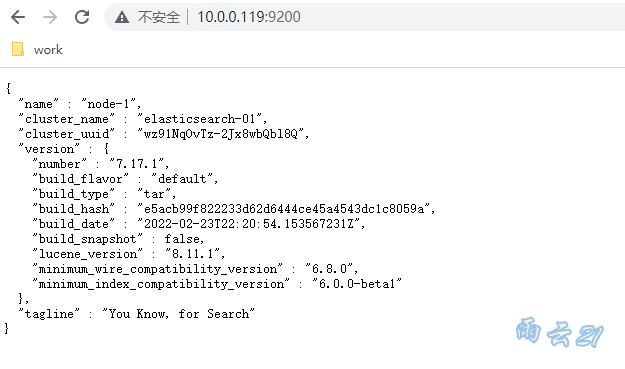 不安全 | 10.0.0.119:9200
work
{
  "name" : "node-1",
  "cluster_name" : "elasticsearch-01",
  "cluster_uuid" : "wz91NqOvTz-2Jx8wbQbl8Q",
  "version" : {
    "number" : "7.17.1",
    "build_flavor" : "default",
    "build_type" : "tar",
    "build_hash" : "e5acb99f822233d62d6444ce45a4543dc1c8059a",
    "build_date" : "2022-02-23T22:20:54.153567231Z",
    "build_snapshot" : false,
    "lucene_version" : "8.11.1",
    "minimum_wire_compatibility_version" : "6.8.0",
    "minimum_index_compatibility_version" : "6.0.0-beta1"
  },
  "tagline" : "You Know, for Search"
}
雨云21